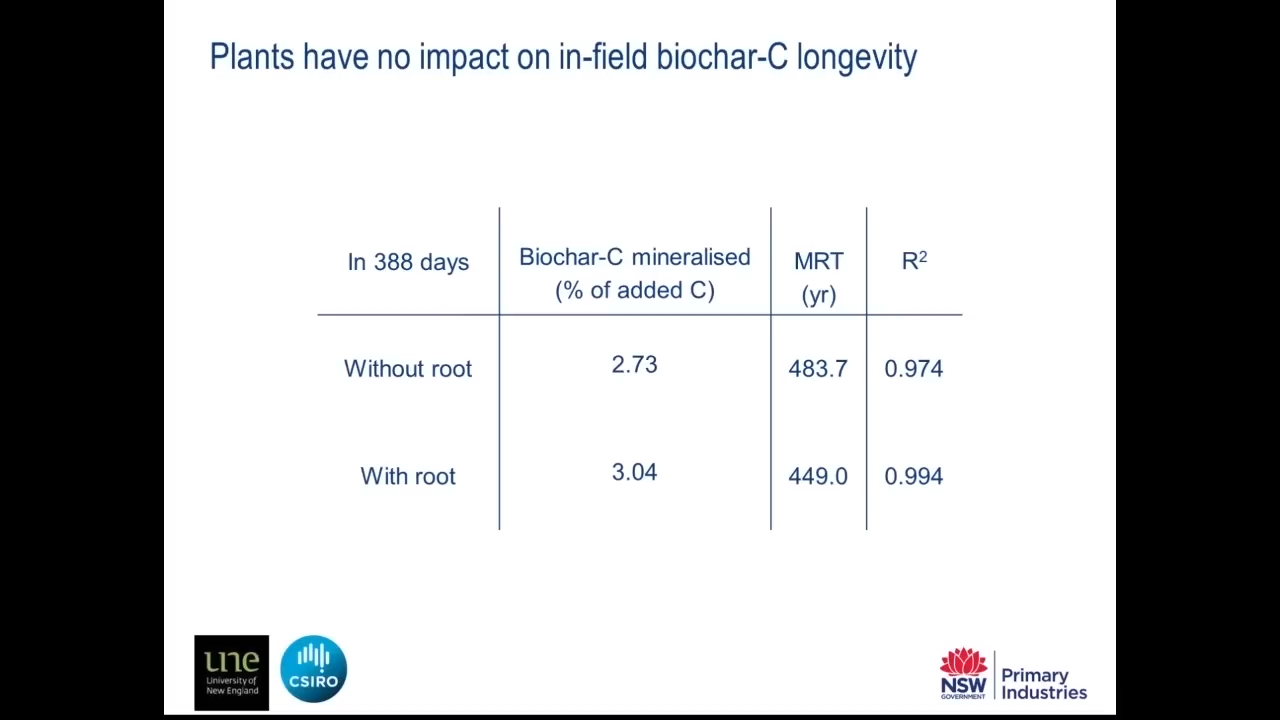 Plants have no impact on in-field biochar-C longevity
In 388 days
Biochar-C mineralised
(% of added C)
MRT
(yr)
R²
Without root
2.73
483.7
0.974
With root
3.04
449.0
0.994
une
University of
New England
CSIRO
NSW
GOVERNMENT
Primary
Industries